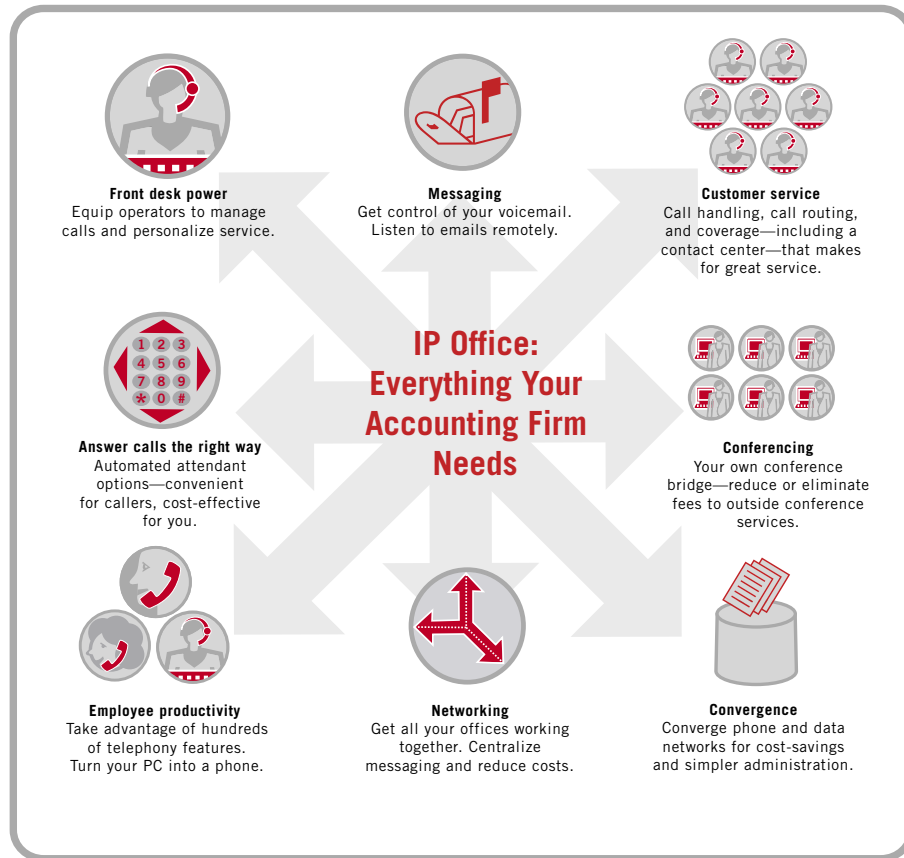 Front desk power
Equip operators to manage
calls and personalize service.
Messaging
Get control of your voicemail.
Listen to emails remotely.
Customer service
Call handling, call routing,
and coverage—including a
contact center—that makes
for great service.
IP Office:
Everything Your
Accounting Firm
Needs
1 2 3
4 5 6
7 8 9
* 0 #
Answer calls the right way
Automated attendant
options—convenient
for callers, cost-effective
for you.
Conferencing
Your own conference
bridge—reduce or eliminate
fees to outside conference
services.
Employee productivity
Take advantage of hundreds
of telephony features.
Turn your PC into a phone.
Networking
Get all your offices working
together. Centralize
messaging and reduce costs.
Convergence
Converge phone and data
networks for cost-savings
and simpler administration.